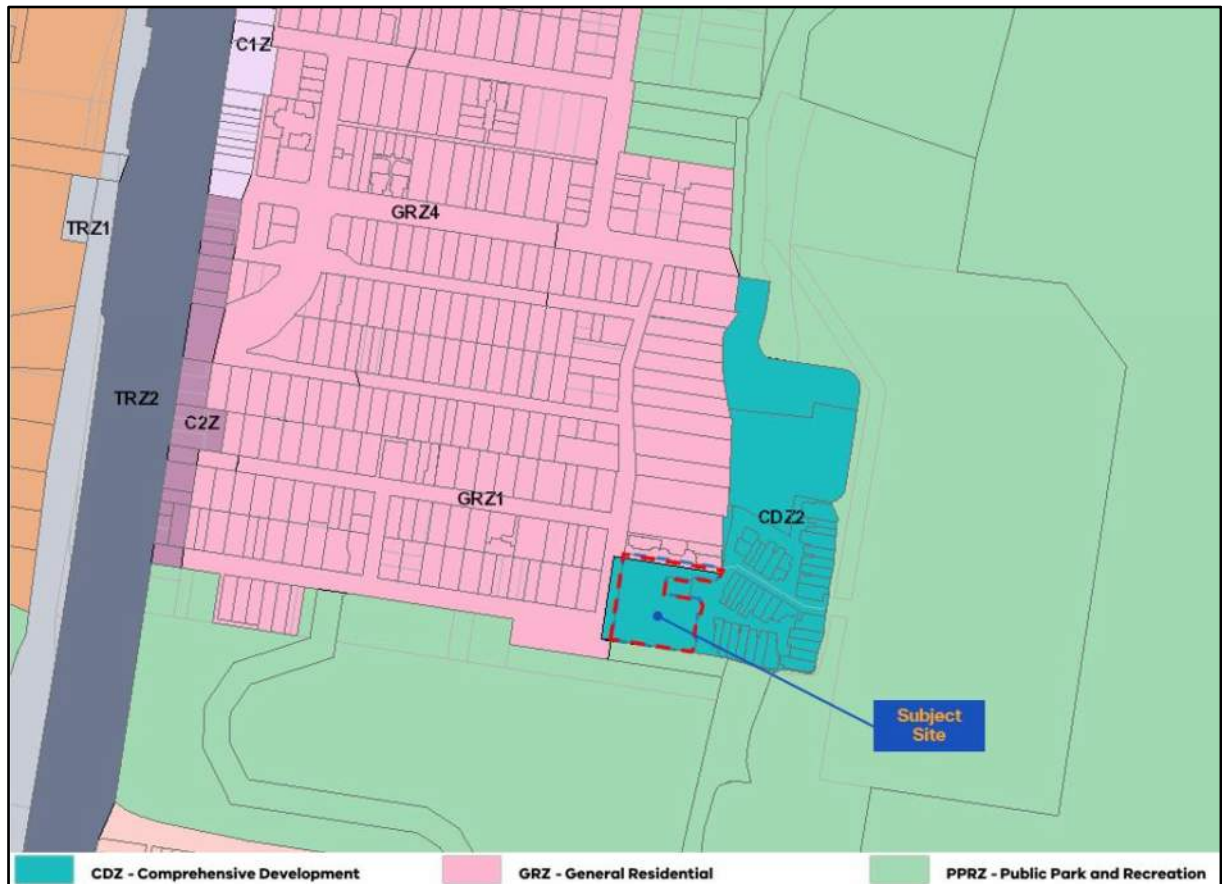 C1Z
TRZ1
GRZ4
TRZ2
C2Z
GRZ1
CDZ2
Subject
Site
CDZ - Comprehensive Development
GRZ - General Residential
PPRZ - Public Park and Recreation